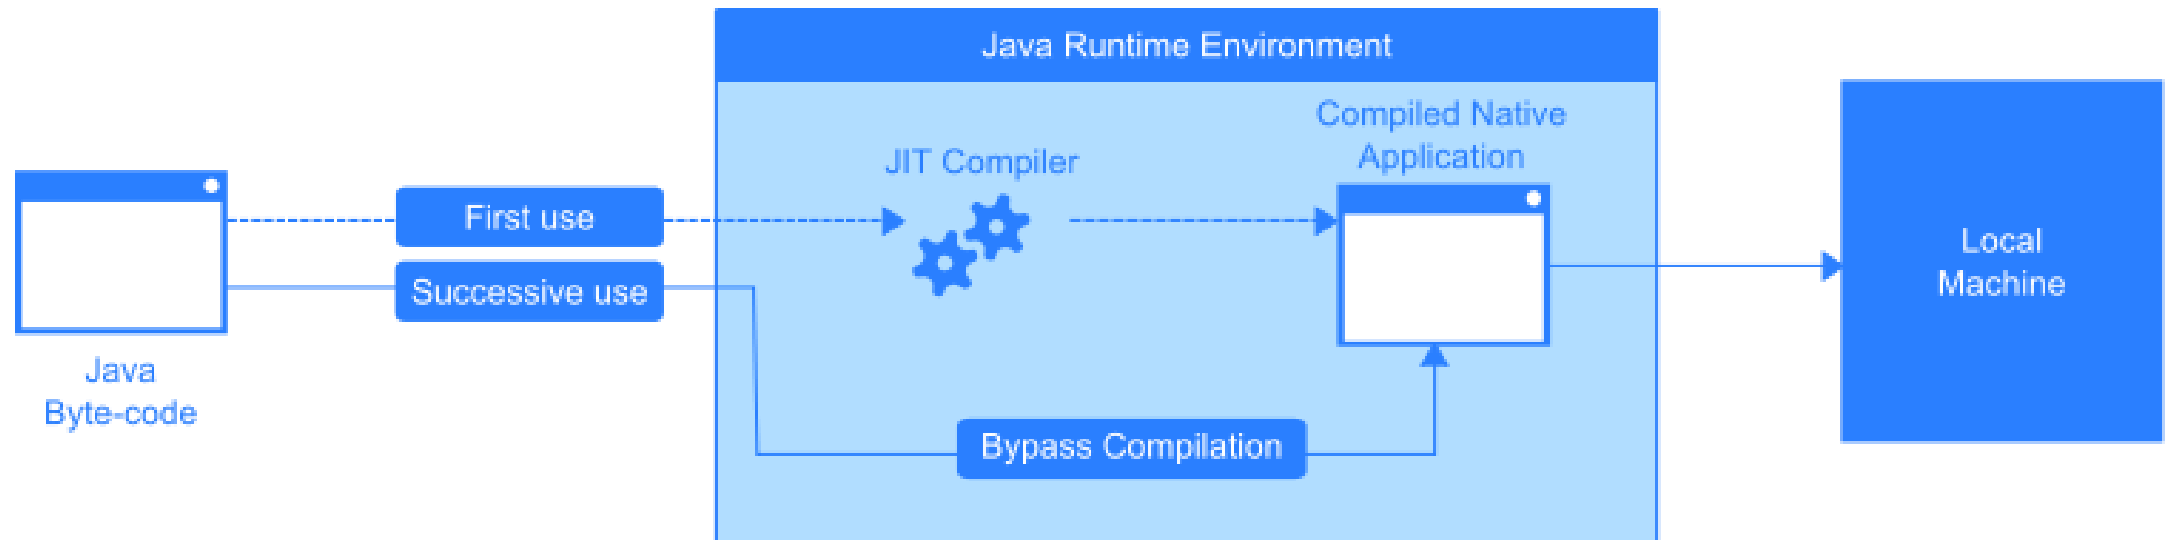 Java Runtime Environment
Compiled Native
Application
JIT Compiler
First use
Successive use
Java
Byte-code
Bypass Compilation
Local
Machine